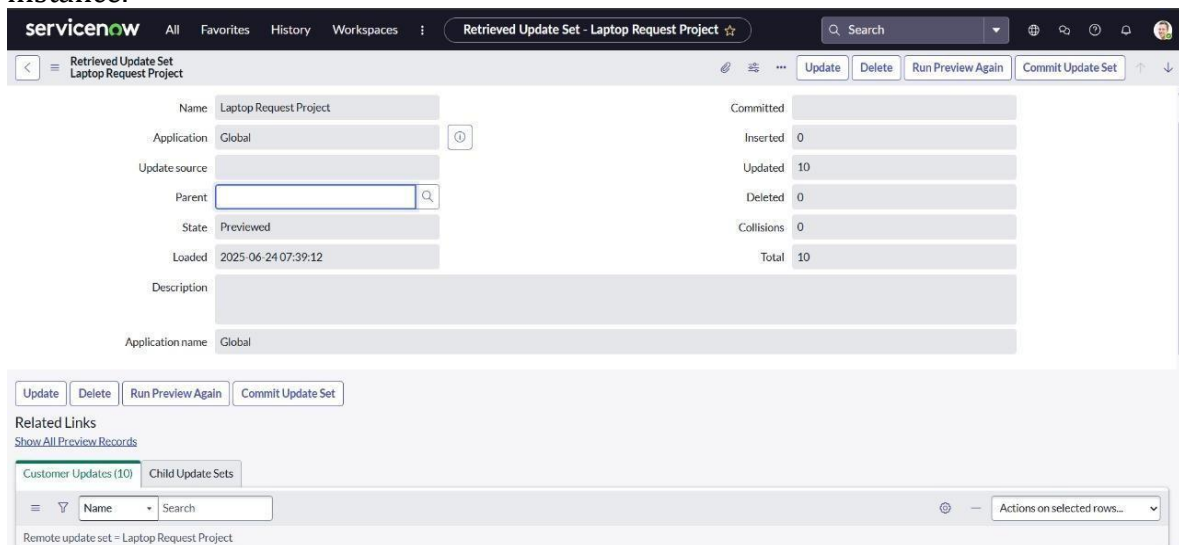 instance.
servicenow All Favorites History Workspaces Retrieved Update Set - Laptop Request Project Search
Retrieved Update Set
Laptop Request Project
Update Delete Run Preview Again Commit Update Set
Name Laptop Request Project Committed
Application Global Inserted 0
Update source Updated 10
Parent Deleted 0
State Previewed Collisions 0
Loaded 2025-06-24 07:39:12 Total 10
Description
Application name Global
Update Delete Run Preview Again Commit Update Set
Related Links
Show All Preview Records
Customer Updates (10) Child Update Sets
Name Search Actions on selected rows...
Remote update set = Laptop Request Project